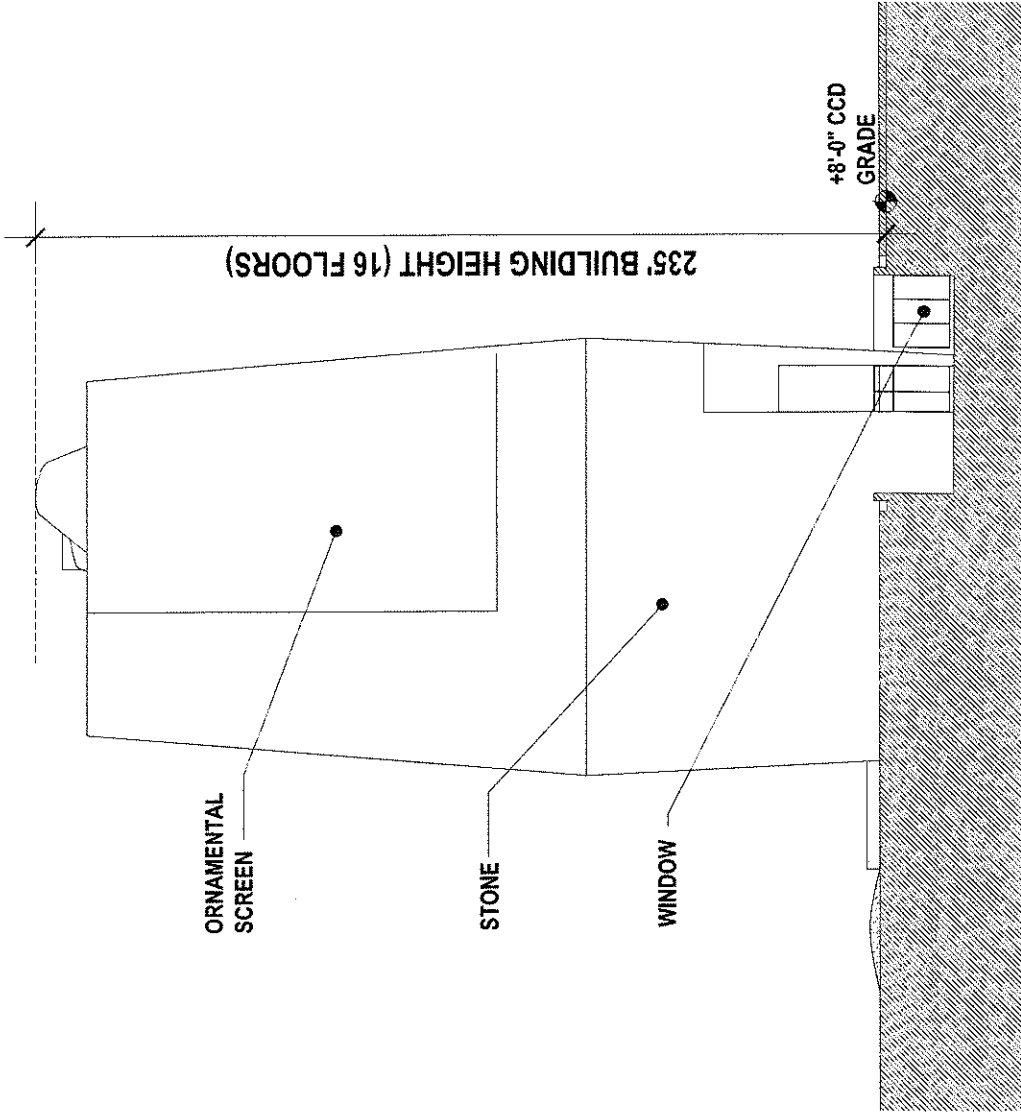 235' BUILDING HEIGHT (16 FLOORS)
+8'-0" CCD
GRADE
ORNAMENTAL
SCREEN
STONE
WINDOW